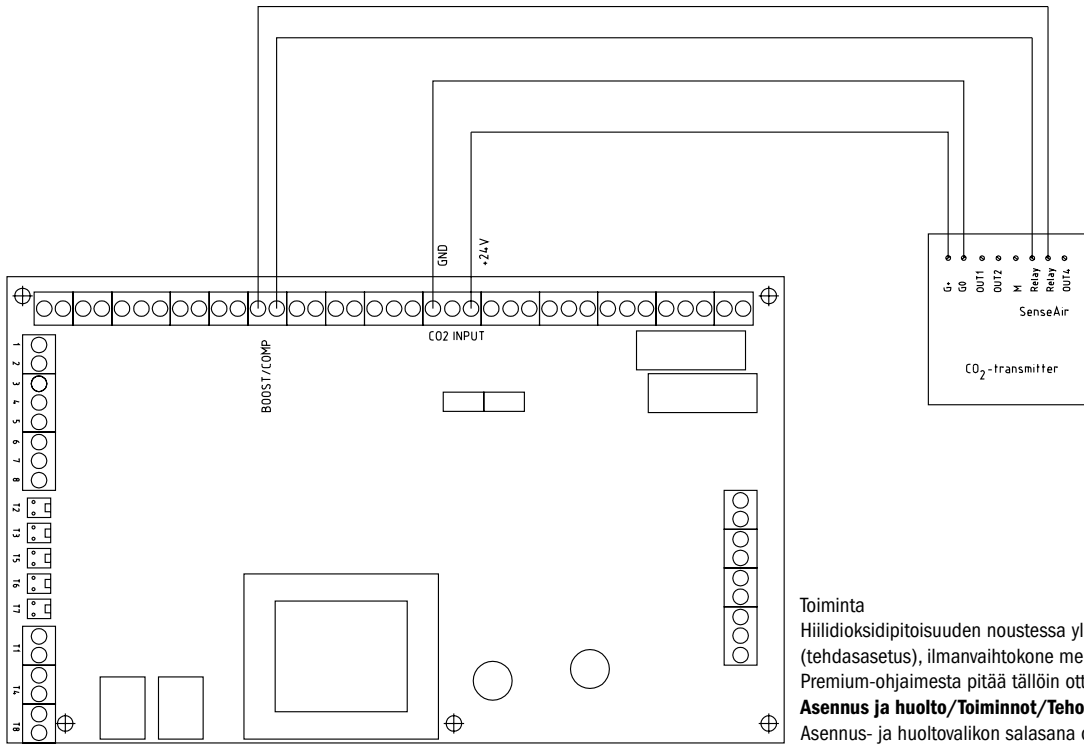 GND
+24V
G+
G0
OUT1
OUT2
M
Relay
Relay
OUT4
SenseAir
CO2-transmitter
BOOST/COMP
CO2 INPUT
1
2
3
4
5
6
7
8
T2
T3
T5
T6
T7
T1
T4
T8
Toiminta
Hiilidioksidipitoisuuden noustessa yl
(tehdasasetus), ilmanvaihtokone me
Premium-ohjaimesta pitää tällöin ott
Asennus ja huolto/Toiminnot/Teho
Asennus- ja huoltovalikon salasana